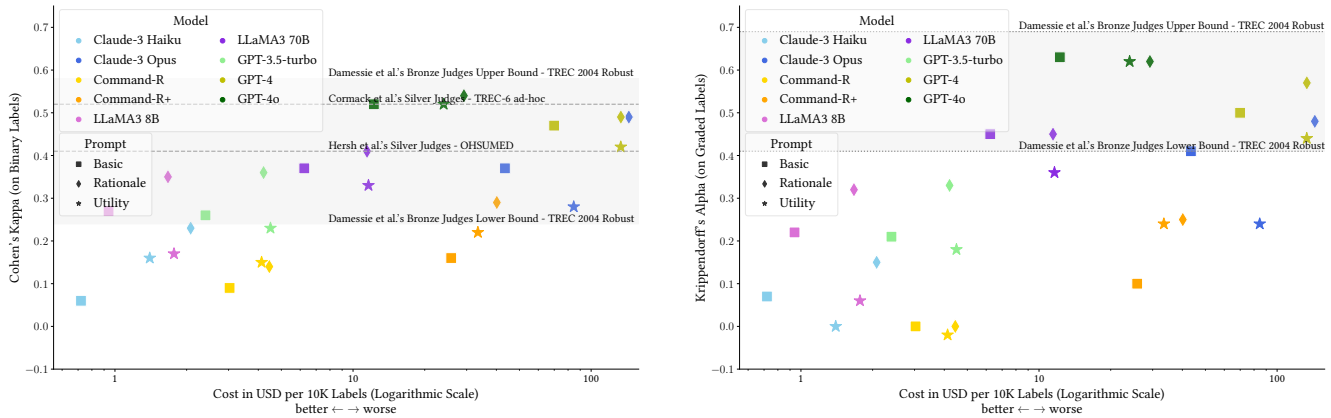 Model
Claude-3 Haiku
Claude-3 Opus
Command-R
Command-R+
LLaMA3 8B
LLaMA3 70B
GPT-3.5-turbo
GPT-4
GPT-4o
Prompt
Basic
Rationale
Utility
Damessie et al.'s Bronze Judges Upper Bound - TREC 2004 Robust
Cormack et al.'s Silver Judges - TREC-6 ad-hoc
Hersh et al.'s Silver Judges - OHSUMED
Damessie et al.'s Bronze Judges Lower Bound - TREC 2004 Robust
Cohen's Kappa (on Binary Labels)
0.7
0.6
0.5
0.4
0.3
0.2
0.1
0.0
−0.1
1
10
100
Cost in USD per 10K Labels (Logarithmic Scale)
better ← → worse
Model
Claude-3 Haiku
Claude-3 Opus
Command-R
Command-R+
LLaMA3 8B
LLaMA3 70B
GPT-3.5-turbo
GPT-4
GPT-4o
Prompt
Basic
Rationale
Utility
Damessie et al.'s Bronze Judges Upper Bound - TREC 2004 Robust
Damessie et al.'s Bronze Judges Lower Bound - TREC 2004 Robust
Krippendorff's Alpha (on Graded Labels)
0.7
0.6
0.5
0.4
0.3
0.2
0.1
0.0
−0.1
1
10
100
Cost in USD per 10K Labels (Logarithmic Scale)
better ← → worse